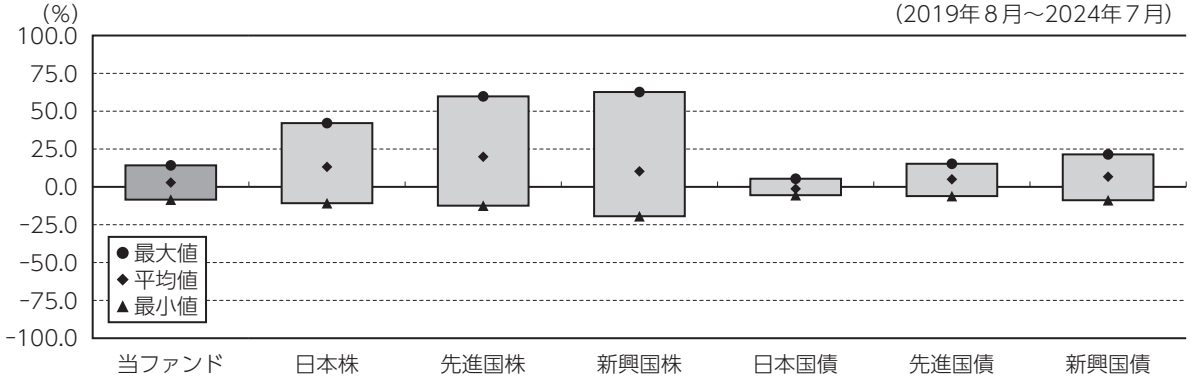 (%)
(2019年8月~2024年7月)
100.0
75.0
50.0
25.0
0.0
-25.0
-50.0
-75.0
-100.0
最大値
平均値
最小値
当ファンド 日本株 先進国株 新興国株 日本国債 先進国債 新興国債